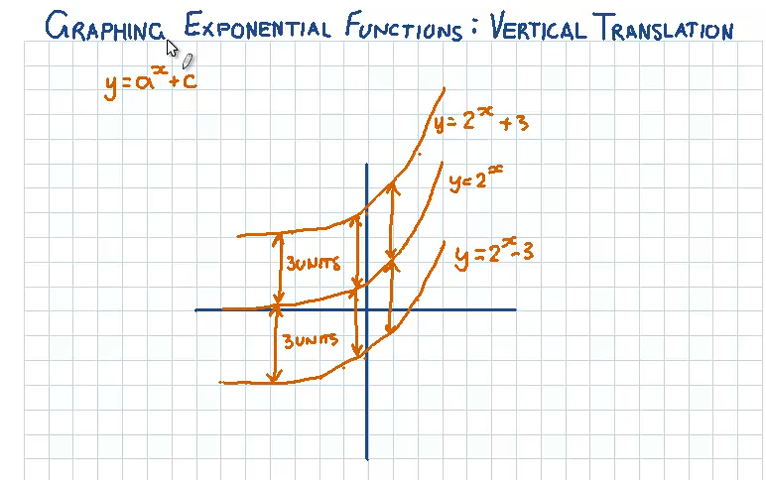 GRAPHING EXPONENTIAL FUNCTIONS: VERTICAL TRANSLATION
y=a^x+c
y=2^x+3
y=2^x
y=2^x-3
3 UNITS
3 UNITS